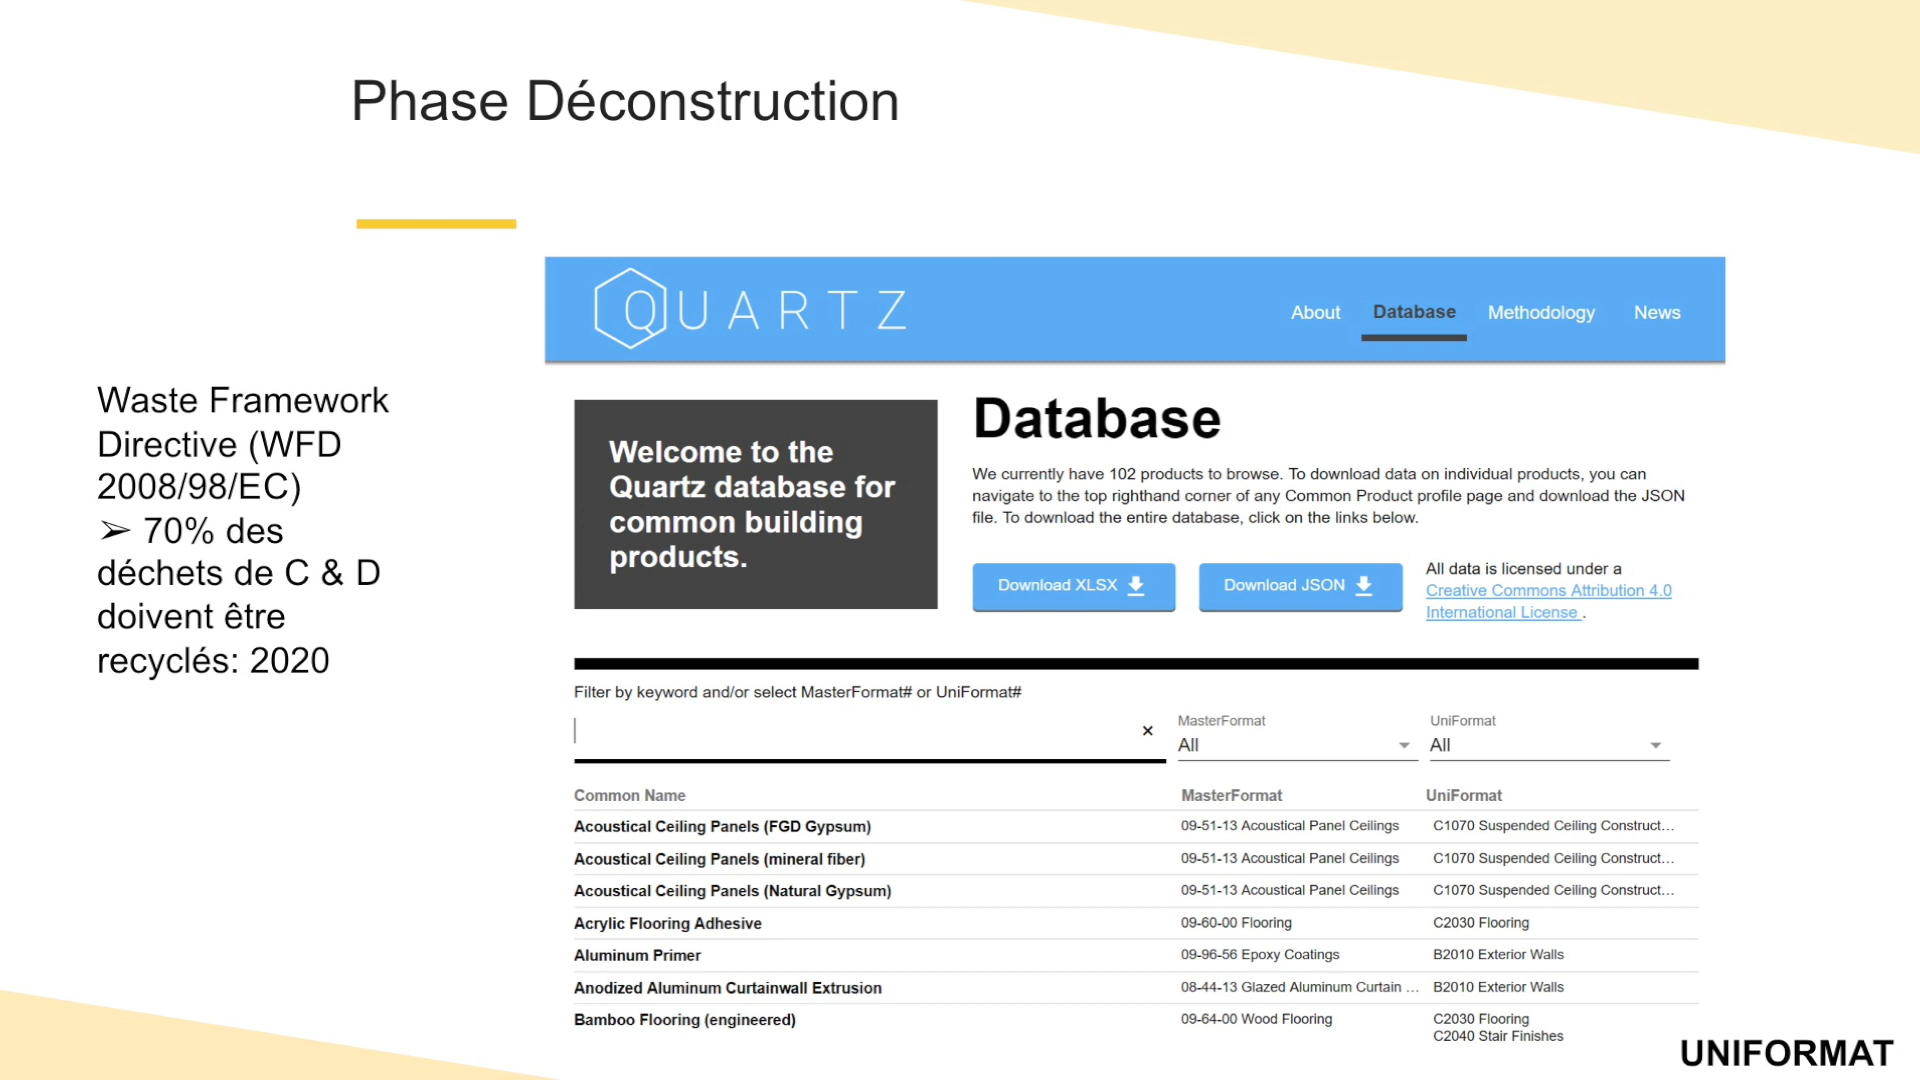 Phase Déconstruction
Waste Framework
Directive (WFD
2008/98/EC)
➢ 70% des
déchets de C & D
doivent être
recyclés: 2020
QUARTZ
About Database Methodology News
Welcome to the
Quartz database for
common building
products.
Database
We currently have 102 products to browse. To download data on individual products, you can
navigate to the top righthand corner of any Common Product profile page and download the JSON
file. To download the entire database, click on the links below.
Download XLSX Download JSON
All data is licensed under a
Creative Commons Attribution 4.0
International License .
Filter by keyword and/or select MasterFormat# or UniFormat#
× MasterFormat UniFormat
All All
Common Name MasterFormat UniFormat
Acoustical Ceiling Panels (FGD Gypsum) 09-51-13 Acoustical Panel Ceilings C1070 Suspended Ceiling Construct…
Acoustical Ceiling Panels (mineral fiber) 09-51-13 Acoustical Panel Ceilings C1070 Suspended Ceiling Construct…
Acoustical Ceiling Panels (Natural Gypsum) 09-51-13 Acoustical Panel Ceilings C1070 Suspended Ceiling Construct…
Acrylic Flooring Adhesive 09-60-00 Flooring C2030 Flooring
Aluminum Primer 09-96-56 Epoxy Coatings B2010 Exterior Walls
Anodized Aluminum Curtainwall Extrusion 08-44-13 Glazed Aluminum Curtain … B2010 Exterior Walls
Bamboo Flooring (engineered) 09-64-00 Wood Flooring C2030 Flooring
C2040 Stair Finishes
UNIFORMAT